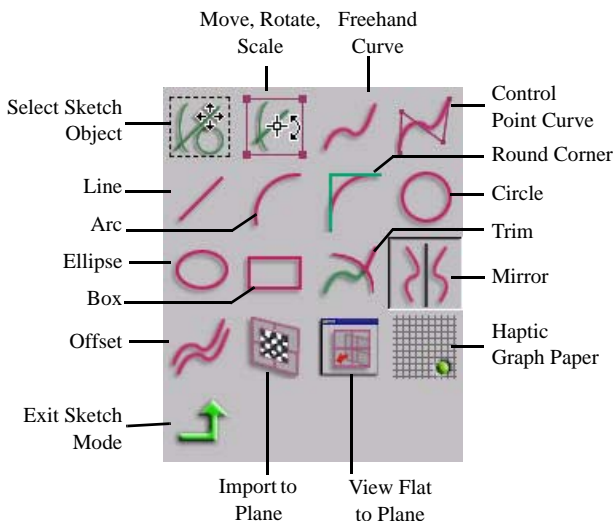 Move, Rotate,
Scale
Freehand
Curve
Select Sketch
Object
Control
Point Curve
Round Corner
Line
Circle
Arc
Trim
Ellipse
Mirror
Box
Offset
Haptic
Graph Paper
Exit Sketch
Mode
Import to
Plane
View Flat
to Plane